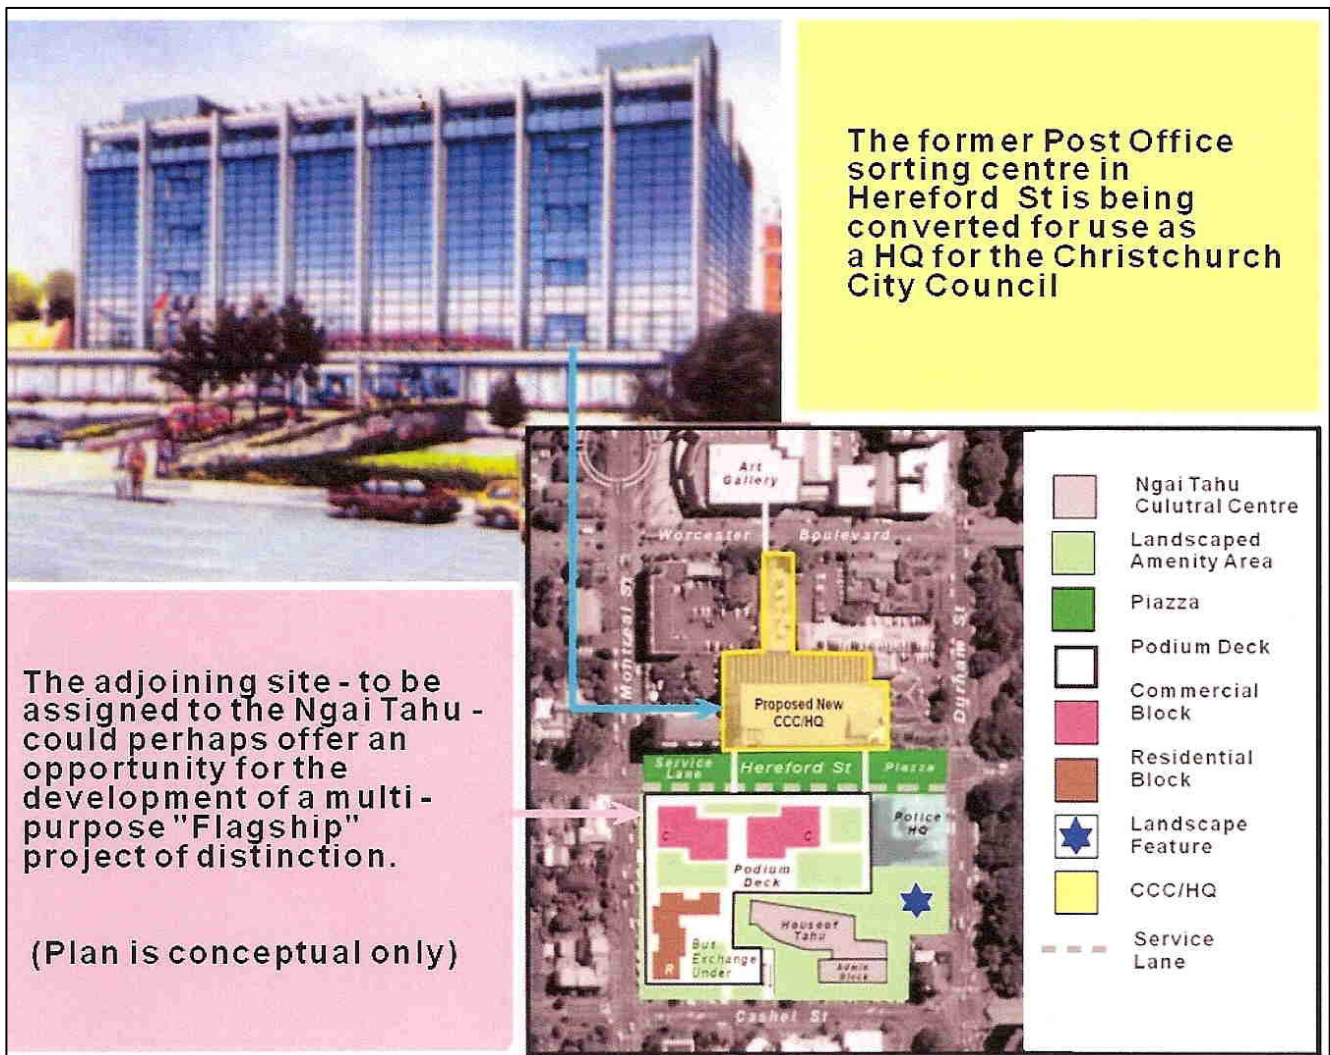 The former Post Office
sorting centre in
Hereford St is being
converted for use as
a HQ for the Christchurch
City Council
Art
Gallery
Worcester Boulevard
Montreal St
Dyrham St
Proposed New
CCC/HQ
Service
Lane
Hereford St
Piazza
C
C
Police
HQ
Podium
Deck
House of
Tahu
Bus
Exchange
Under
R
Admin
Block
Cashel St
Ngai Tahu
Culutral Centre
Landscaped
Amenity Area
Piazza
Podium Deck
Commercial
Block
Residential
Block
Landscape
Feature
CCC/HQ
Service
Lane
The adjoining site - to be
assigned to the Ngai Tahu -
could perhaps offer an
opportunity for the
development of a multi -
purpose "Flagship"
project of distinction.
(Plan is conceptual only)